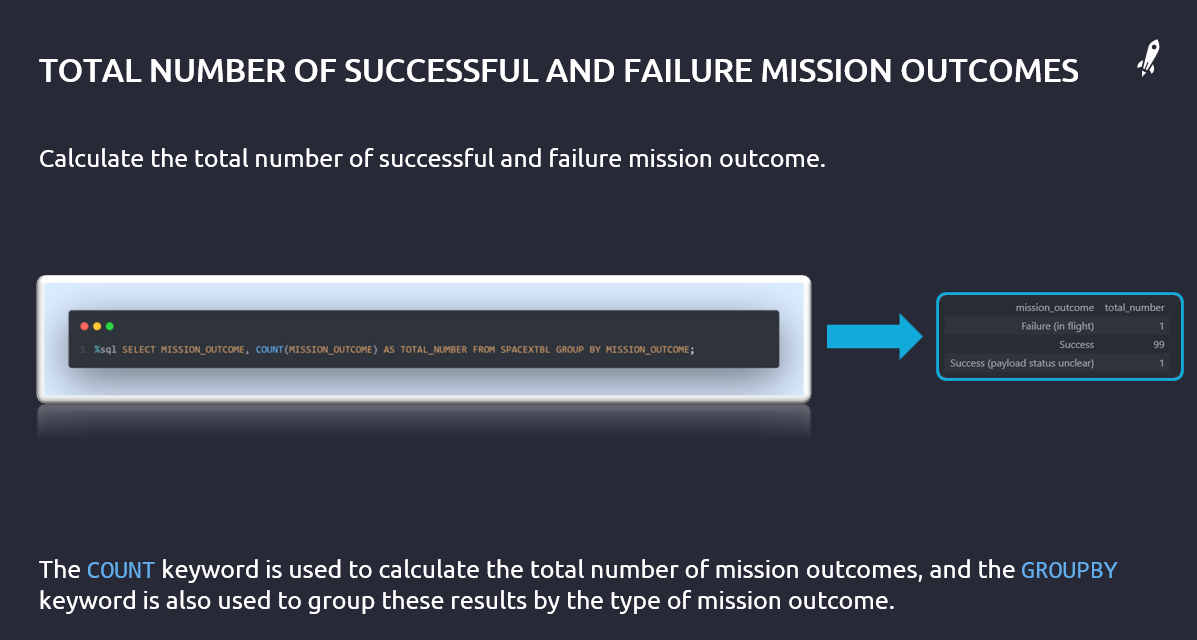 TOTAL NUMBER OF SUCCESSFUL AND FAILURE MISSION OUTCOMES
Calculate the total number of successful and failure mission outcome.
1 %sql SELECT MISSION_OUTCOME, COUNT(MISSION_OUTCOME) AS TOTAL_NUMBER FROM SPACEXTBL GROUP BY MISSION_OUTCOME;
mission_outcome total_number
Failure (in flight) 1
Success 99
Success (payload status unclear) 1
The COUNT keyword is used to calculate the total number of mission outcomes, and the GROUPBY
keyword is also used to group these results by the type of mission outcome.